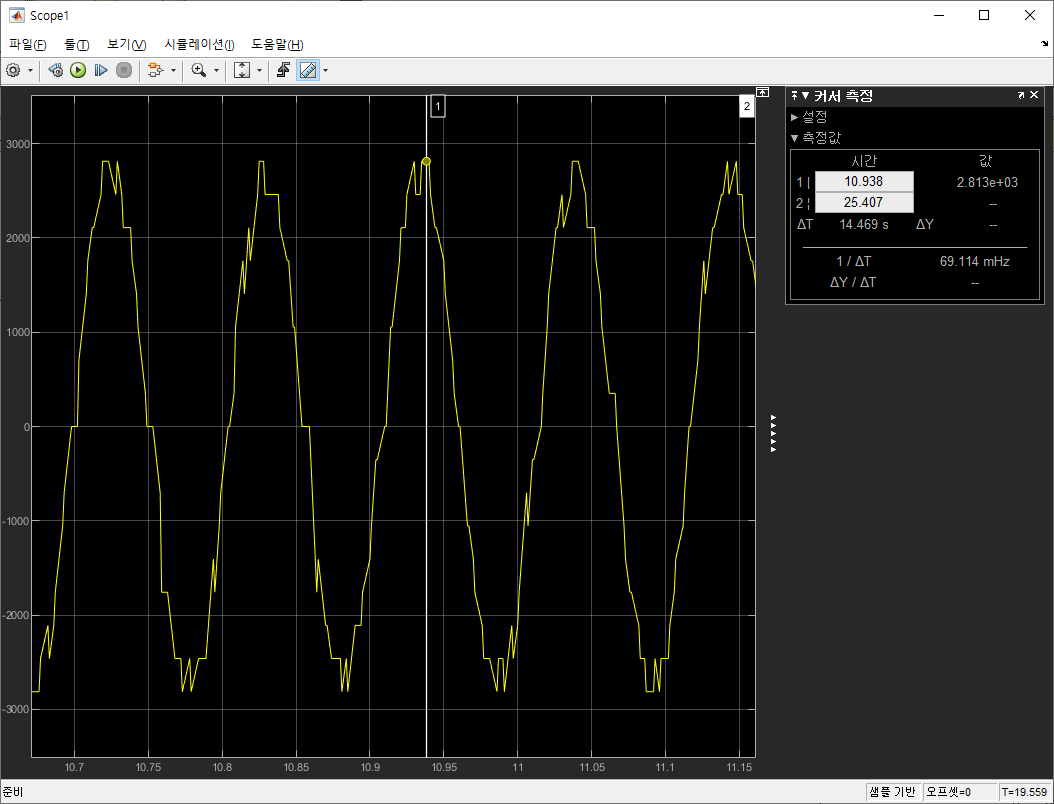 Scope1
파일(F) 툴(T) 보기(V) 시뮬레이션(I) 도움말(H)
1
2
3000
2000
1000
0
-1000
-2000
-3000
10.7 10.75 10.8 10.85 10.9 10.95 11 11.05 11.1 11.15
커서 측정
설정
측정값
시간 값
1 | 10.938 2.813e+03
2 ¦ 25.407 --
ΔT 14.469 s ΔY --
1 / ΔT 69.114 mHz
ΔY / ΔT --
준비 샘플 기반 오프셋=0 T=19.559